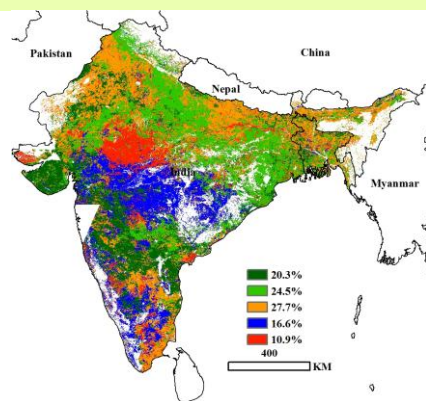 Pakistan
China
Nepal
India
Myanmar
20.3%
24.5%
27.7%
16.6%
10.9%
400
KM